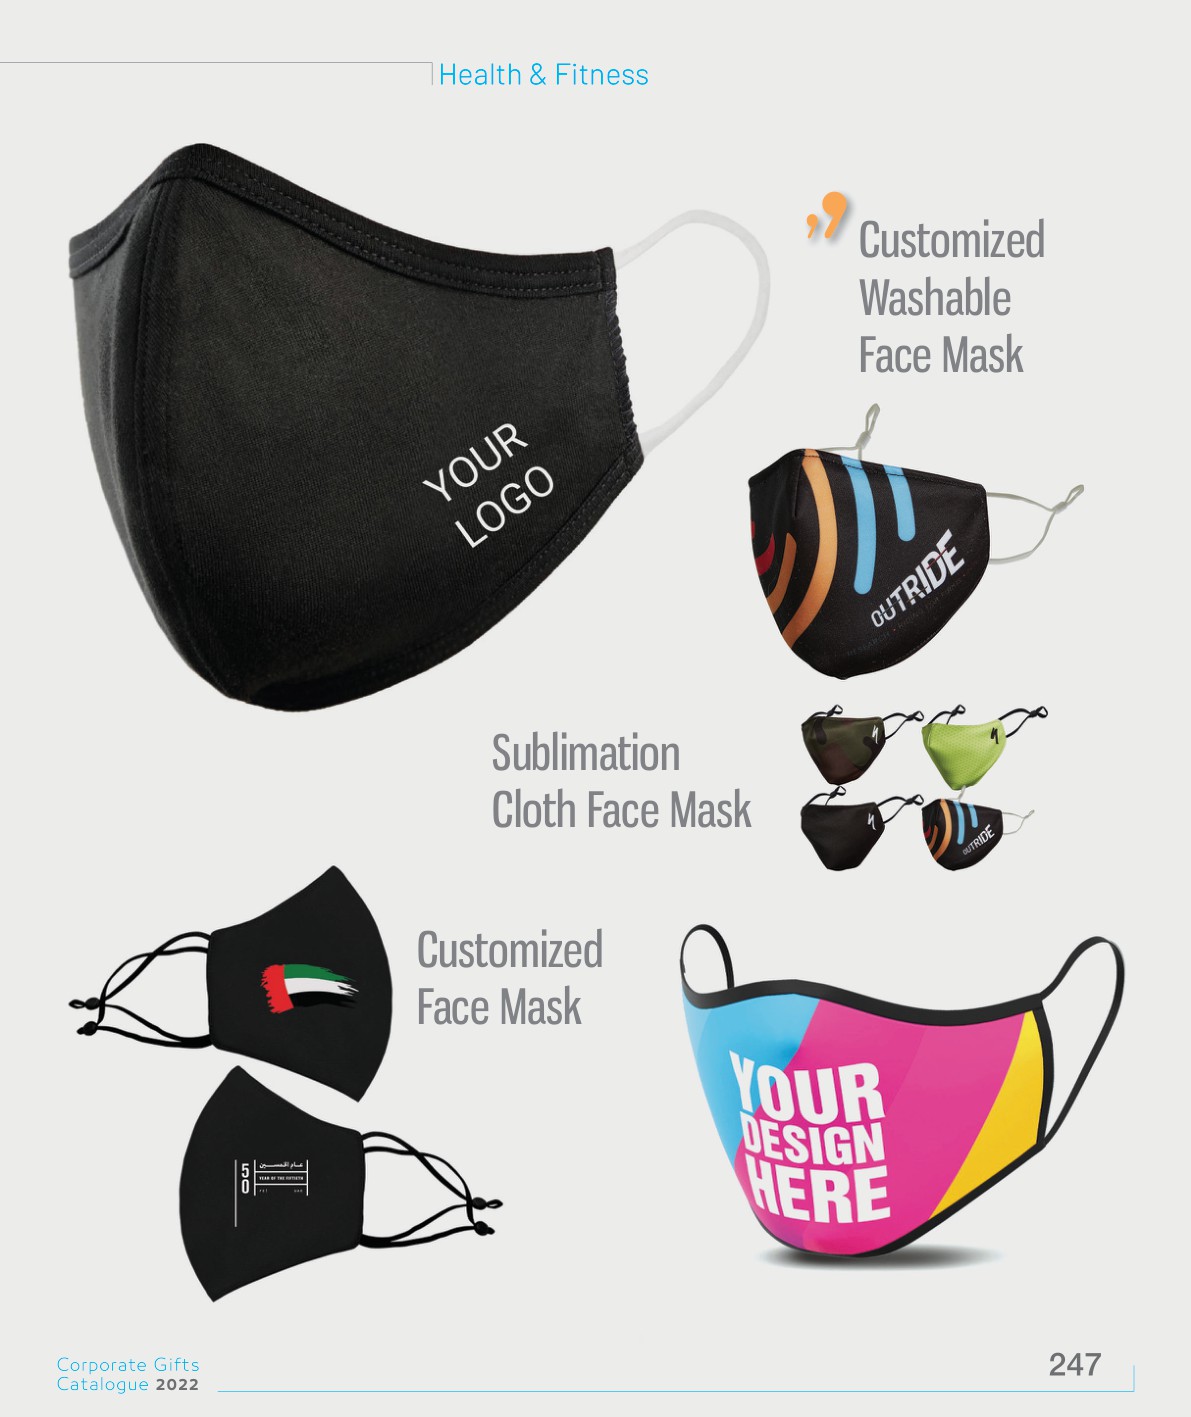 Health & Fitness
Customized
Washable
Face Mask
YOUR
LOGO
OUTRIDE
Sublimation
Cloth Face Mask
OUTRIDE
Customized
Face Mask
50
عام الخمسين
YEAR OF THE FIFTIETH
YOUR
DESIGN
HERE
Corporate Gifts
Catalogue 2022
247